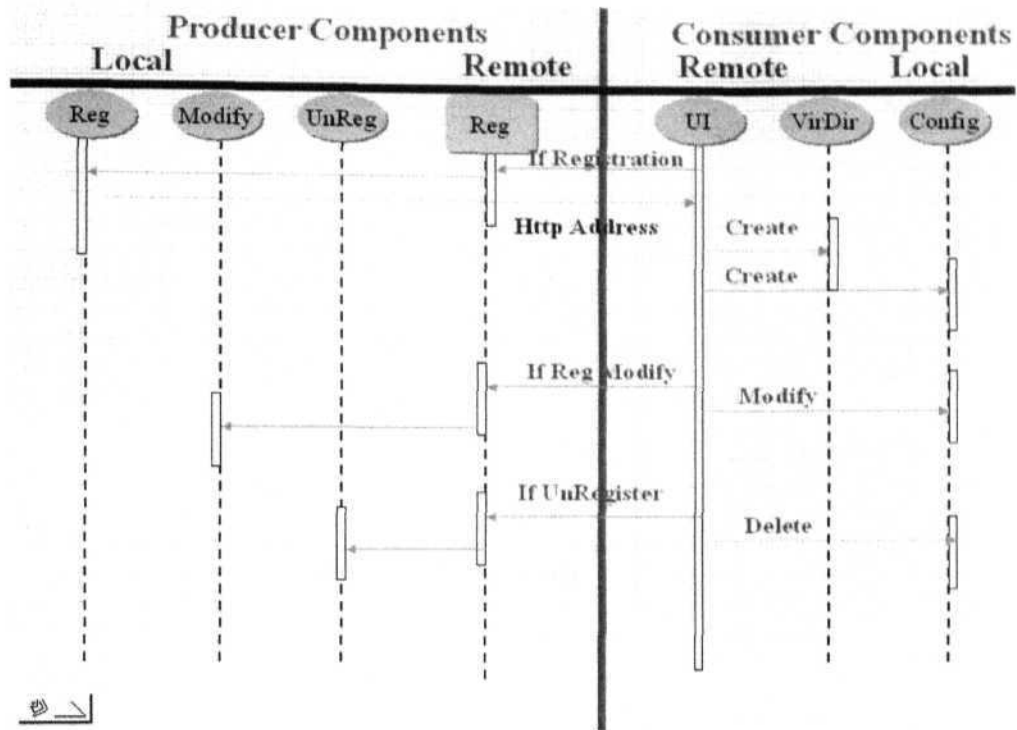 Producer Components
Consumer Components
Local
Remote
Remote
Local
Reg
Modify
UnReg
Reg
UI
VirDir
Config
If Registration
Http Address
Create
Create
If Reg Modify
Modify
If UnRegister
Delete